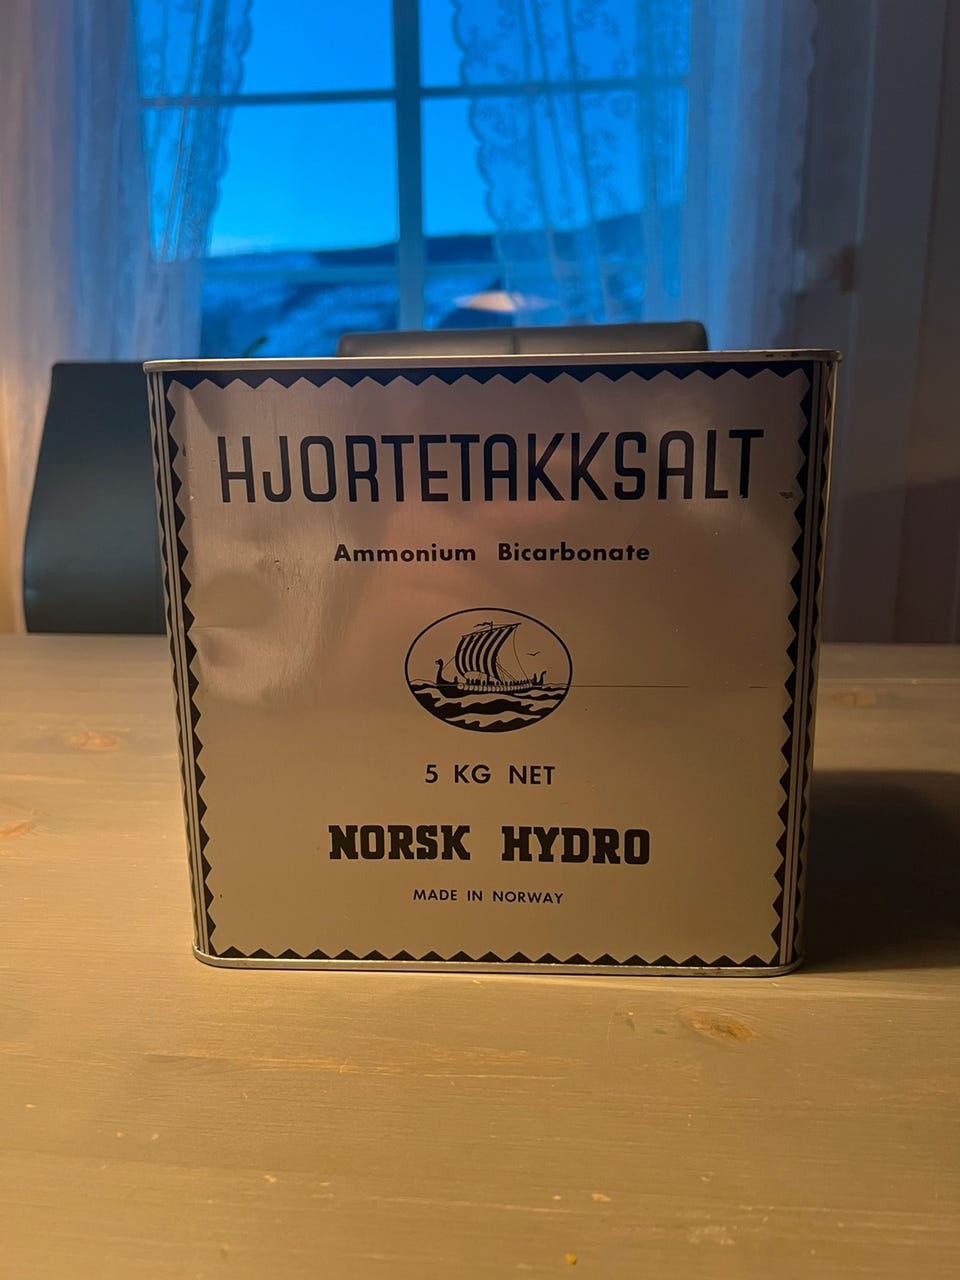 HJORTETAKKSALT
Ammonium Bicarbonate
5 KG NET
NORSK HYDRO
MADE IN NORWAY